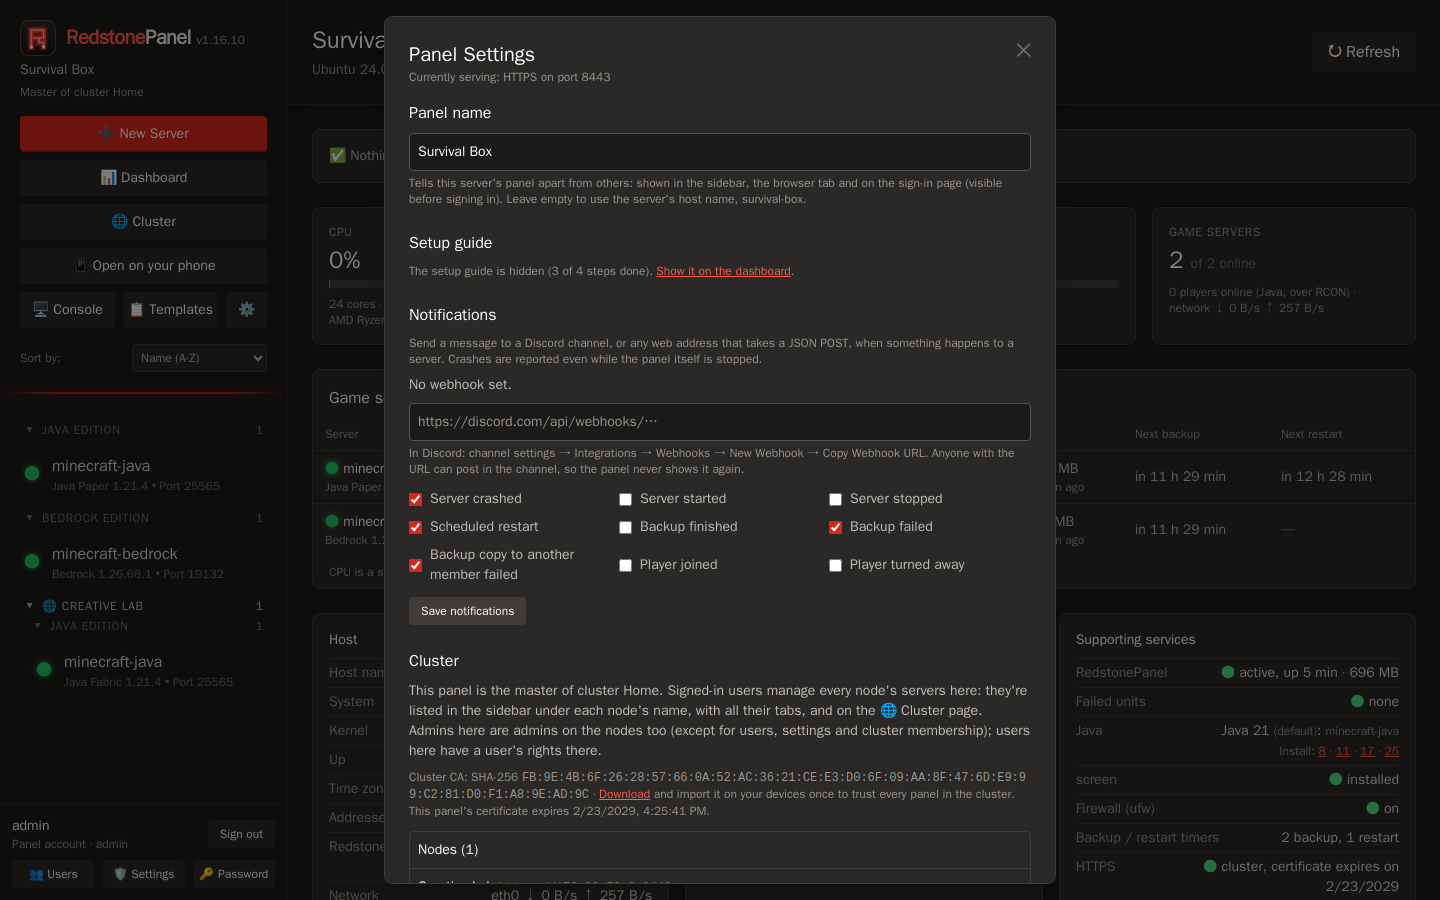 RedstonePanel v1.16.10
Survival Box
Master of cluster Home
➕ New Server
📊 Dashboard
🌐 Cluster
📱 Open on your phone
🖥️ Console
📋 Templates
⚙️
Sort by:
Name (A-Z)
JAVA EDITION 1
minecraft-java
Java Paper 1.21.4 • Port 25565
BEDROCK EDITION 1
minecraft-bedrock
Bedrock 1.26.66.1 • Port 19132
🌐 CREATIVE LAB 1
JAVA EDITION 1
minecraft-java
Java Fabric 1.21.4 • Port 25565
admin
Panel account · admin
Sign out
👥 Users
🛡️ Settings
🔑 Password
Surviva
Ubuntu 24.0
↻ Refresh
✅ Nothi
CPU
0%
24 cores ·
AMD Ryze
GAME SERVERS
2 of 2 online
0 players online (Java, over RCON) ·
network ↓ 0 B/s ↑ 257 B/s
Game se
Server
Next backup
Next restart
minecr
Java Paper
MB
n ago
in 11 h 29 min
in 12 h 28 min
minecr
Bedrock 1.2
MB
n ago
in 11 h 29 min
—
CPU is a s
Host
Host nam
System
Kernel
Up
Time zon
Addresse
Redstone
Network
eth0 ↓ 0 B/s ↑ 257 B/s
Panel Settings
Currently serving: HTTPS on port 8443
Panel name
Survival Box
Tells this server's panel apart from others: shown in the sidebar, the browser tab and on the sign-in page (visible
before signing in). Leave empty to use the server's host name, survival-box.
Setup guide
The setup guide is hidden (3 of 4 steps done). Show it on the dashboard.
Notifications
Send a message to a Discord channel, or any web address that takes a JSON POST, when something happens to a
server. Crashes are reported even while the panel itself is stopped.
No webhook set.
https://discord.com/api/webhooks/…
In Discord: channel settings → Integrations → Webhooks → New Webhook → Copy Webhook URL. Anyone with the
URL can post in the channel, so the panel never shows it again.
Server crashed
Server started
Server stopped
Scheduled restart
Backup finished
Backup failed
Backup copy to another
member failed
Player joined
Player turned away
Save notifications
Cluster
This panel is the master of cluster Home. Signed-in users manage every node's servers here: they're
listed in the sidebar under each node's name, with all their tabs, and on the 🌐 Cluster page.
Admins here are admins on the nodes too (except for users, settings and cluster membership); users
here have a user's rights there.
Cluster CA: SHA-256 FB:9E:4B:6F:26:28:57:66:0A:52:AC:36:21:CE:E3:D0:6F:09:AA:8F:47:6D:E9:9
9:C2:81:D0:F1:A8:9E:AD:9C · Download and import it on your devices once to trust every panel in the cluster.
This panel's certificate expires 2/23/2029, 4:25:41 PM.
Nodes (1)
Supporting services
RedstonePanel active, up 5 min · 696 MB
Failed units none
Java Java 21 (default): minecraft-java
Install: 8 · 11 · 17 · 25
screen installed
Firewall (ufw) on
Backup / restart timers 2 backup, 1 restart
HTTPS cluster, certificate expires on
2/23/2029